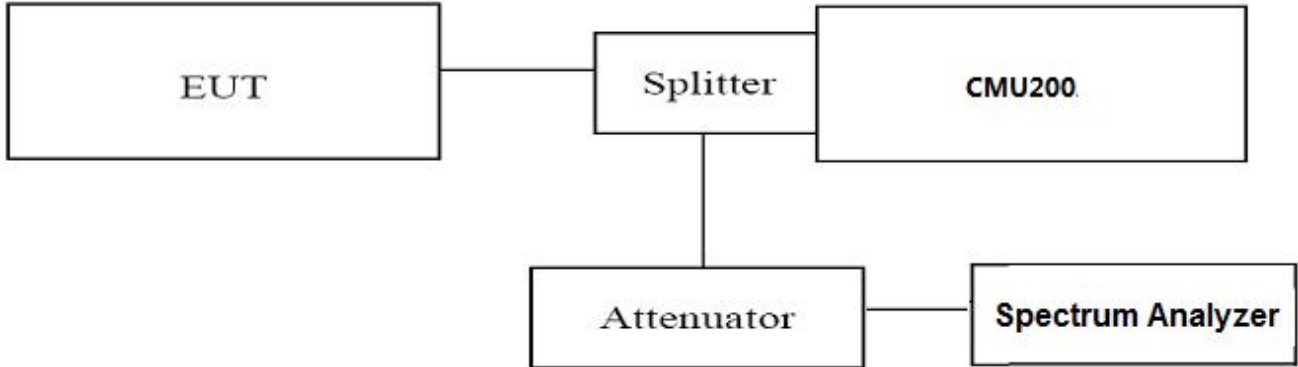 EUT
Splitter
CMU200
Attenuator
Spectrum Analyzer